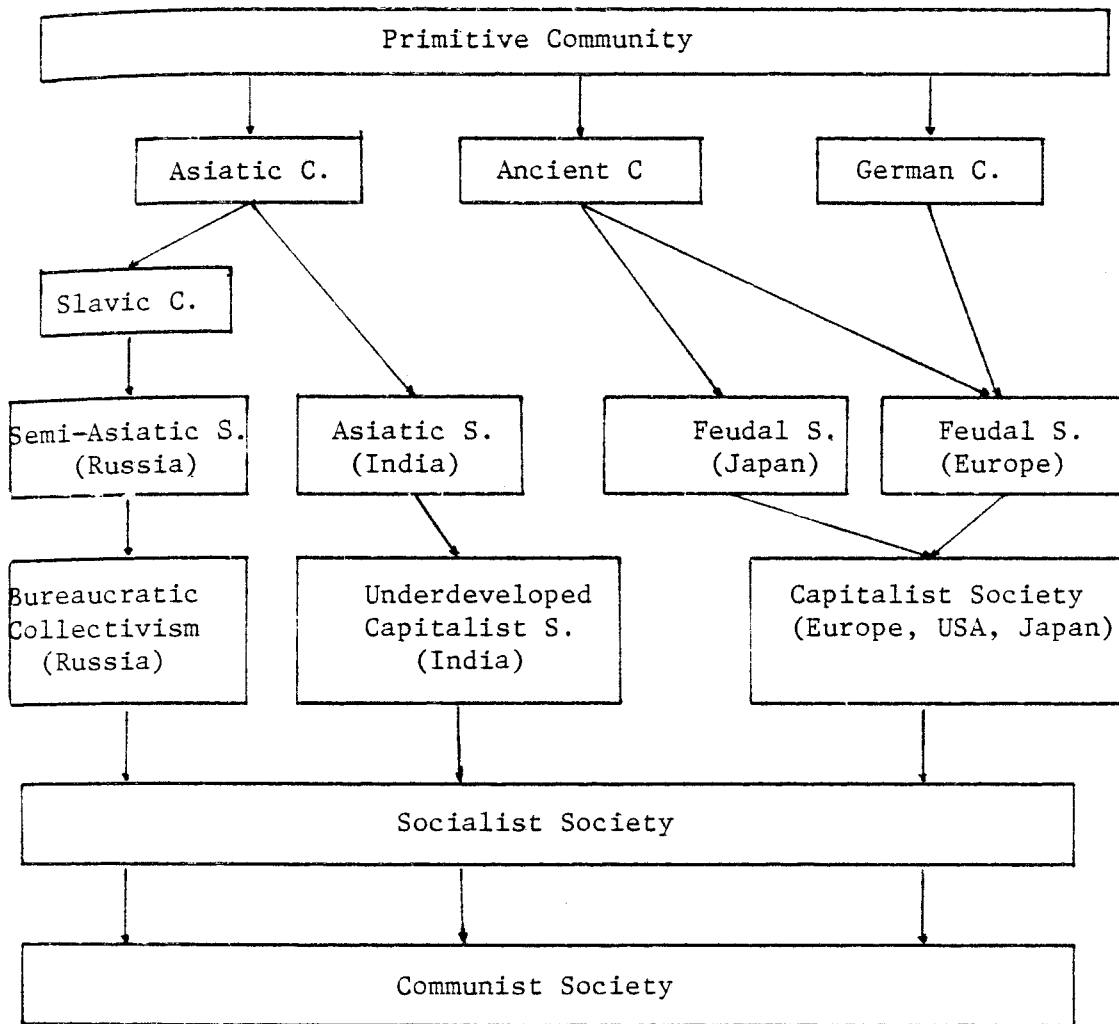 Primitive Community
Asiatic C.
Ancient C
German C.
Slavic C.
Semi-Asiatic S.
(Russia)
Asiatic S.
(India)
Feudal S.
(Japan)
Feudal S.
(Europe)
Bureaucratic
Collectivism
(Russia)
Underdeveloped
Capitalist S.
(India)
Capitalist Society
(Europe, USA, Japan)
Socialist Society
Communist Society